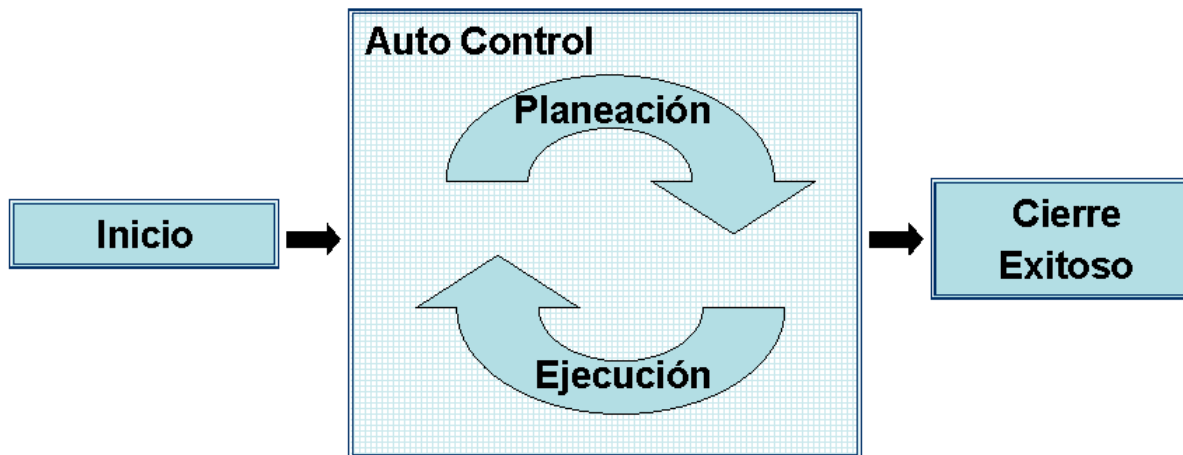 Auto Control
Planeación
Inicio
Cierre
Exitoso
Ejecución